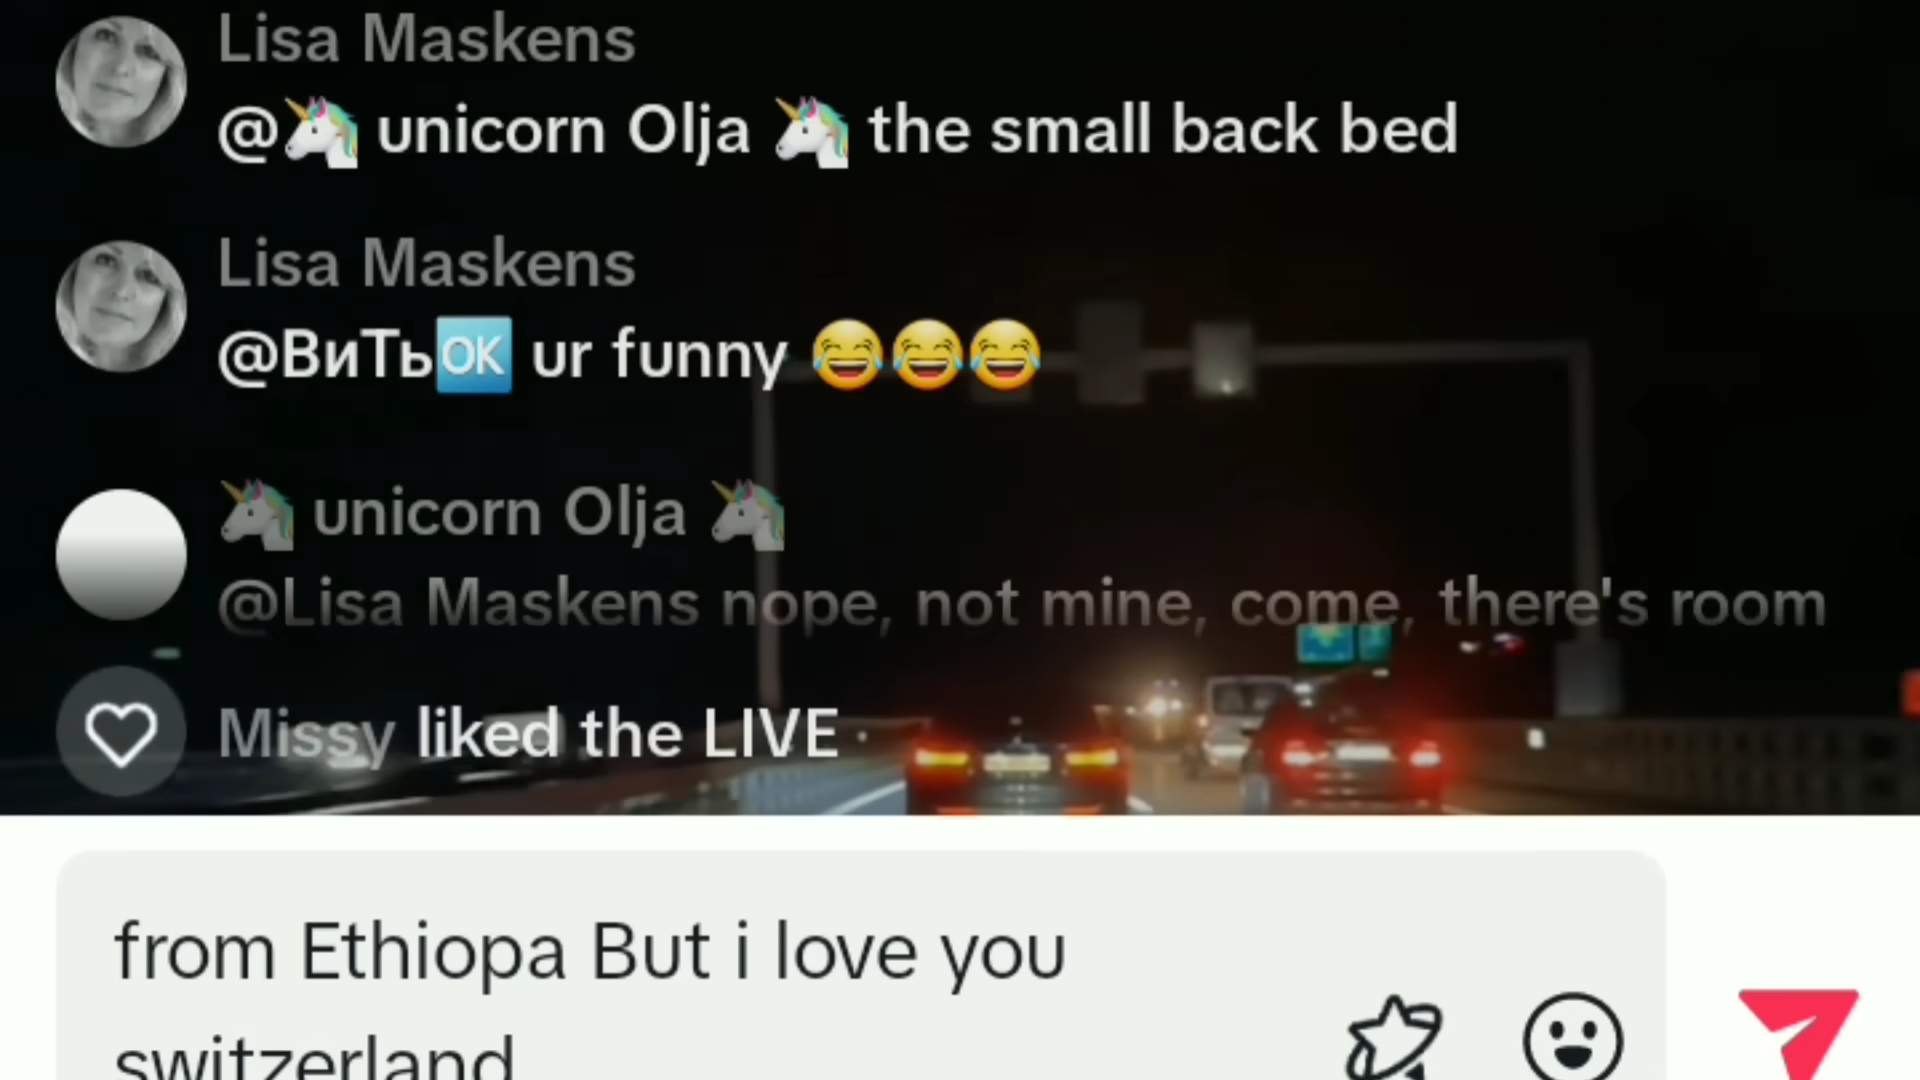 Lisa Maskens
@🦄 unicorn Olja 🦄 the small back bed
Lisa Maskens
@ВиТь🆗 ur funny 😂😂😂
🦄 unicorn Olja 🦄
@Lisa Maskens nope, not mine, come, there's room
Missy liked the LIVE
from Ethiopa But i love you
switzerland